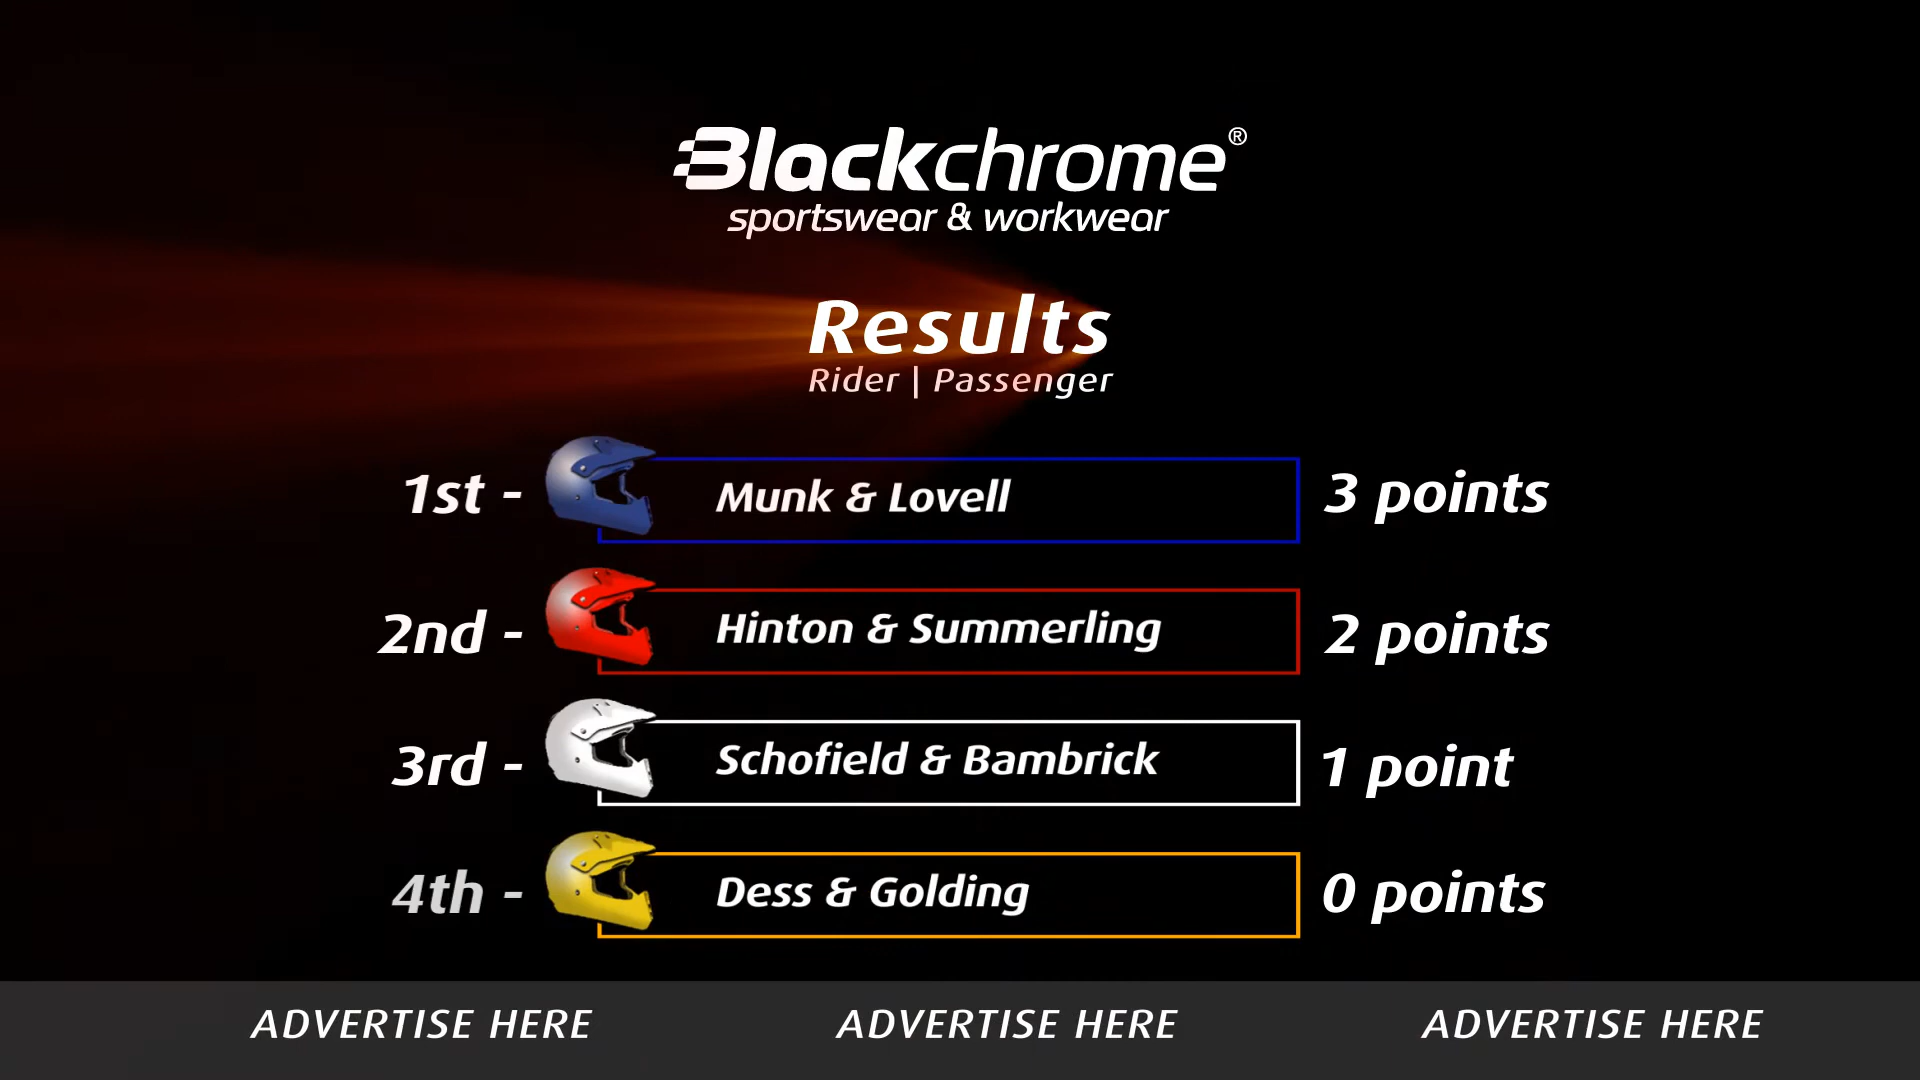 Blackchrome®
sportswear & workwear
Results
Rider | Passenger
1st - Munk & Lovell 3 points
2nd - Hinton & Summerling 2 points
3rd - Schofield & Bambrick 1 point
4th - Dess & Golding 0 points
ADVERTISE HERE ADVERTISE HERE ADVERTISE HERE